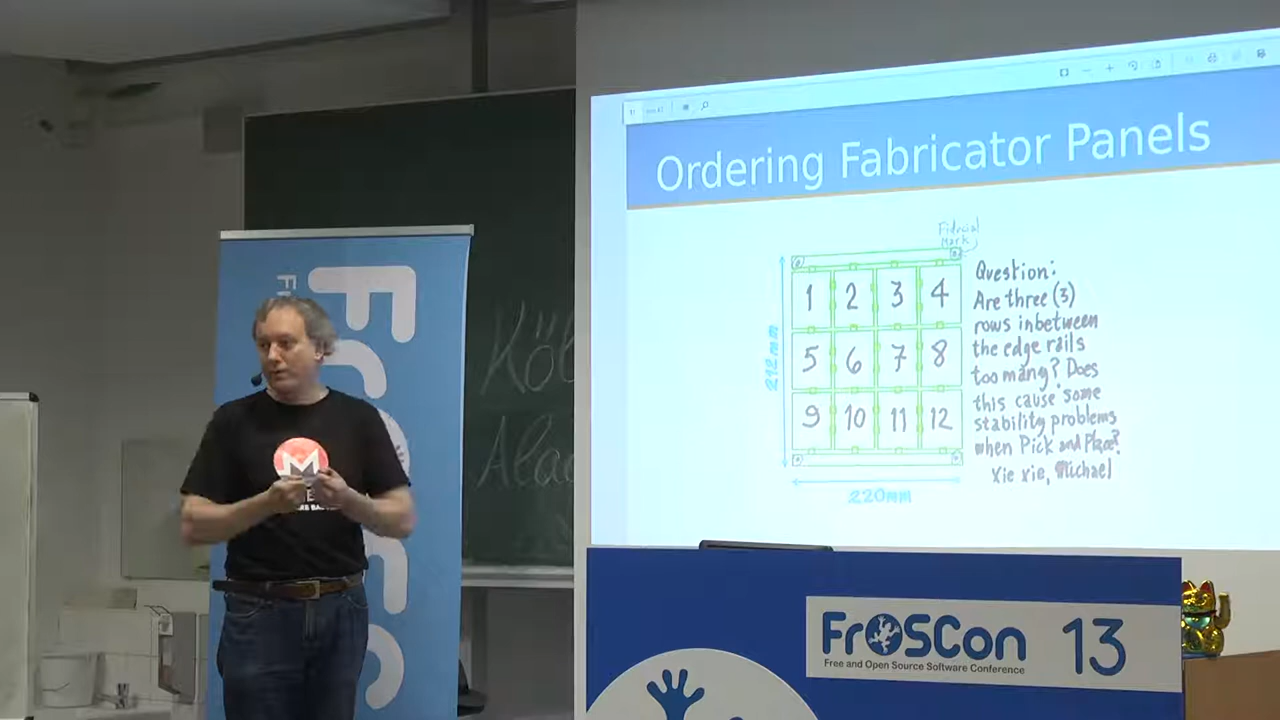 Ordering Fabricator Panels
Fiducial
Mark
1 2 3 4
5 6 7 8
9 10 11 12
212mm
220mm
Question:
Are three (3)
rows inbetween
the edge rails
too many? Does
this cause some
stability problems
when Pick and Place?
Xie xie, Michael
FrOSCon 13
Free and Open Source Software Conference